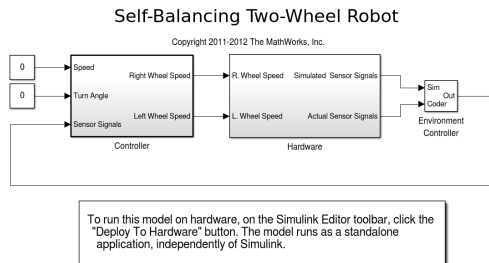 Self-Balancing Two-Wheel Robot
Copyright 2011-2012 The MathWorks, Inc.
0
0
Speed
Turn Angle
Sensor Signals
Right Wheel Speed
Left Wheel Speed
Controller
R. Wheel Speed
L. Wheel Speed
Simulated Sensor Signals
Actual Sensor Signals
Hardware
Sim
Coder
Out
Environment
Controller
To run this model on hardware, on the Simulink Editor toolbar, click the
"Deploy To Hardware" button. The model runs as a standalone
application, independently of Simulink.